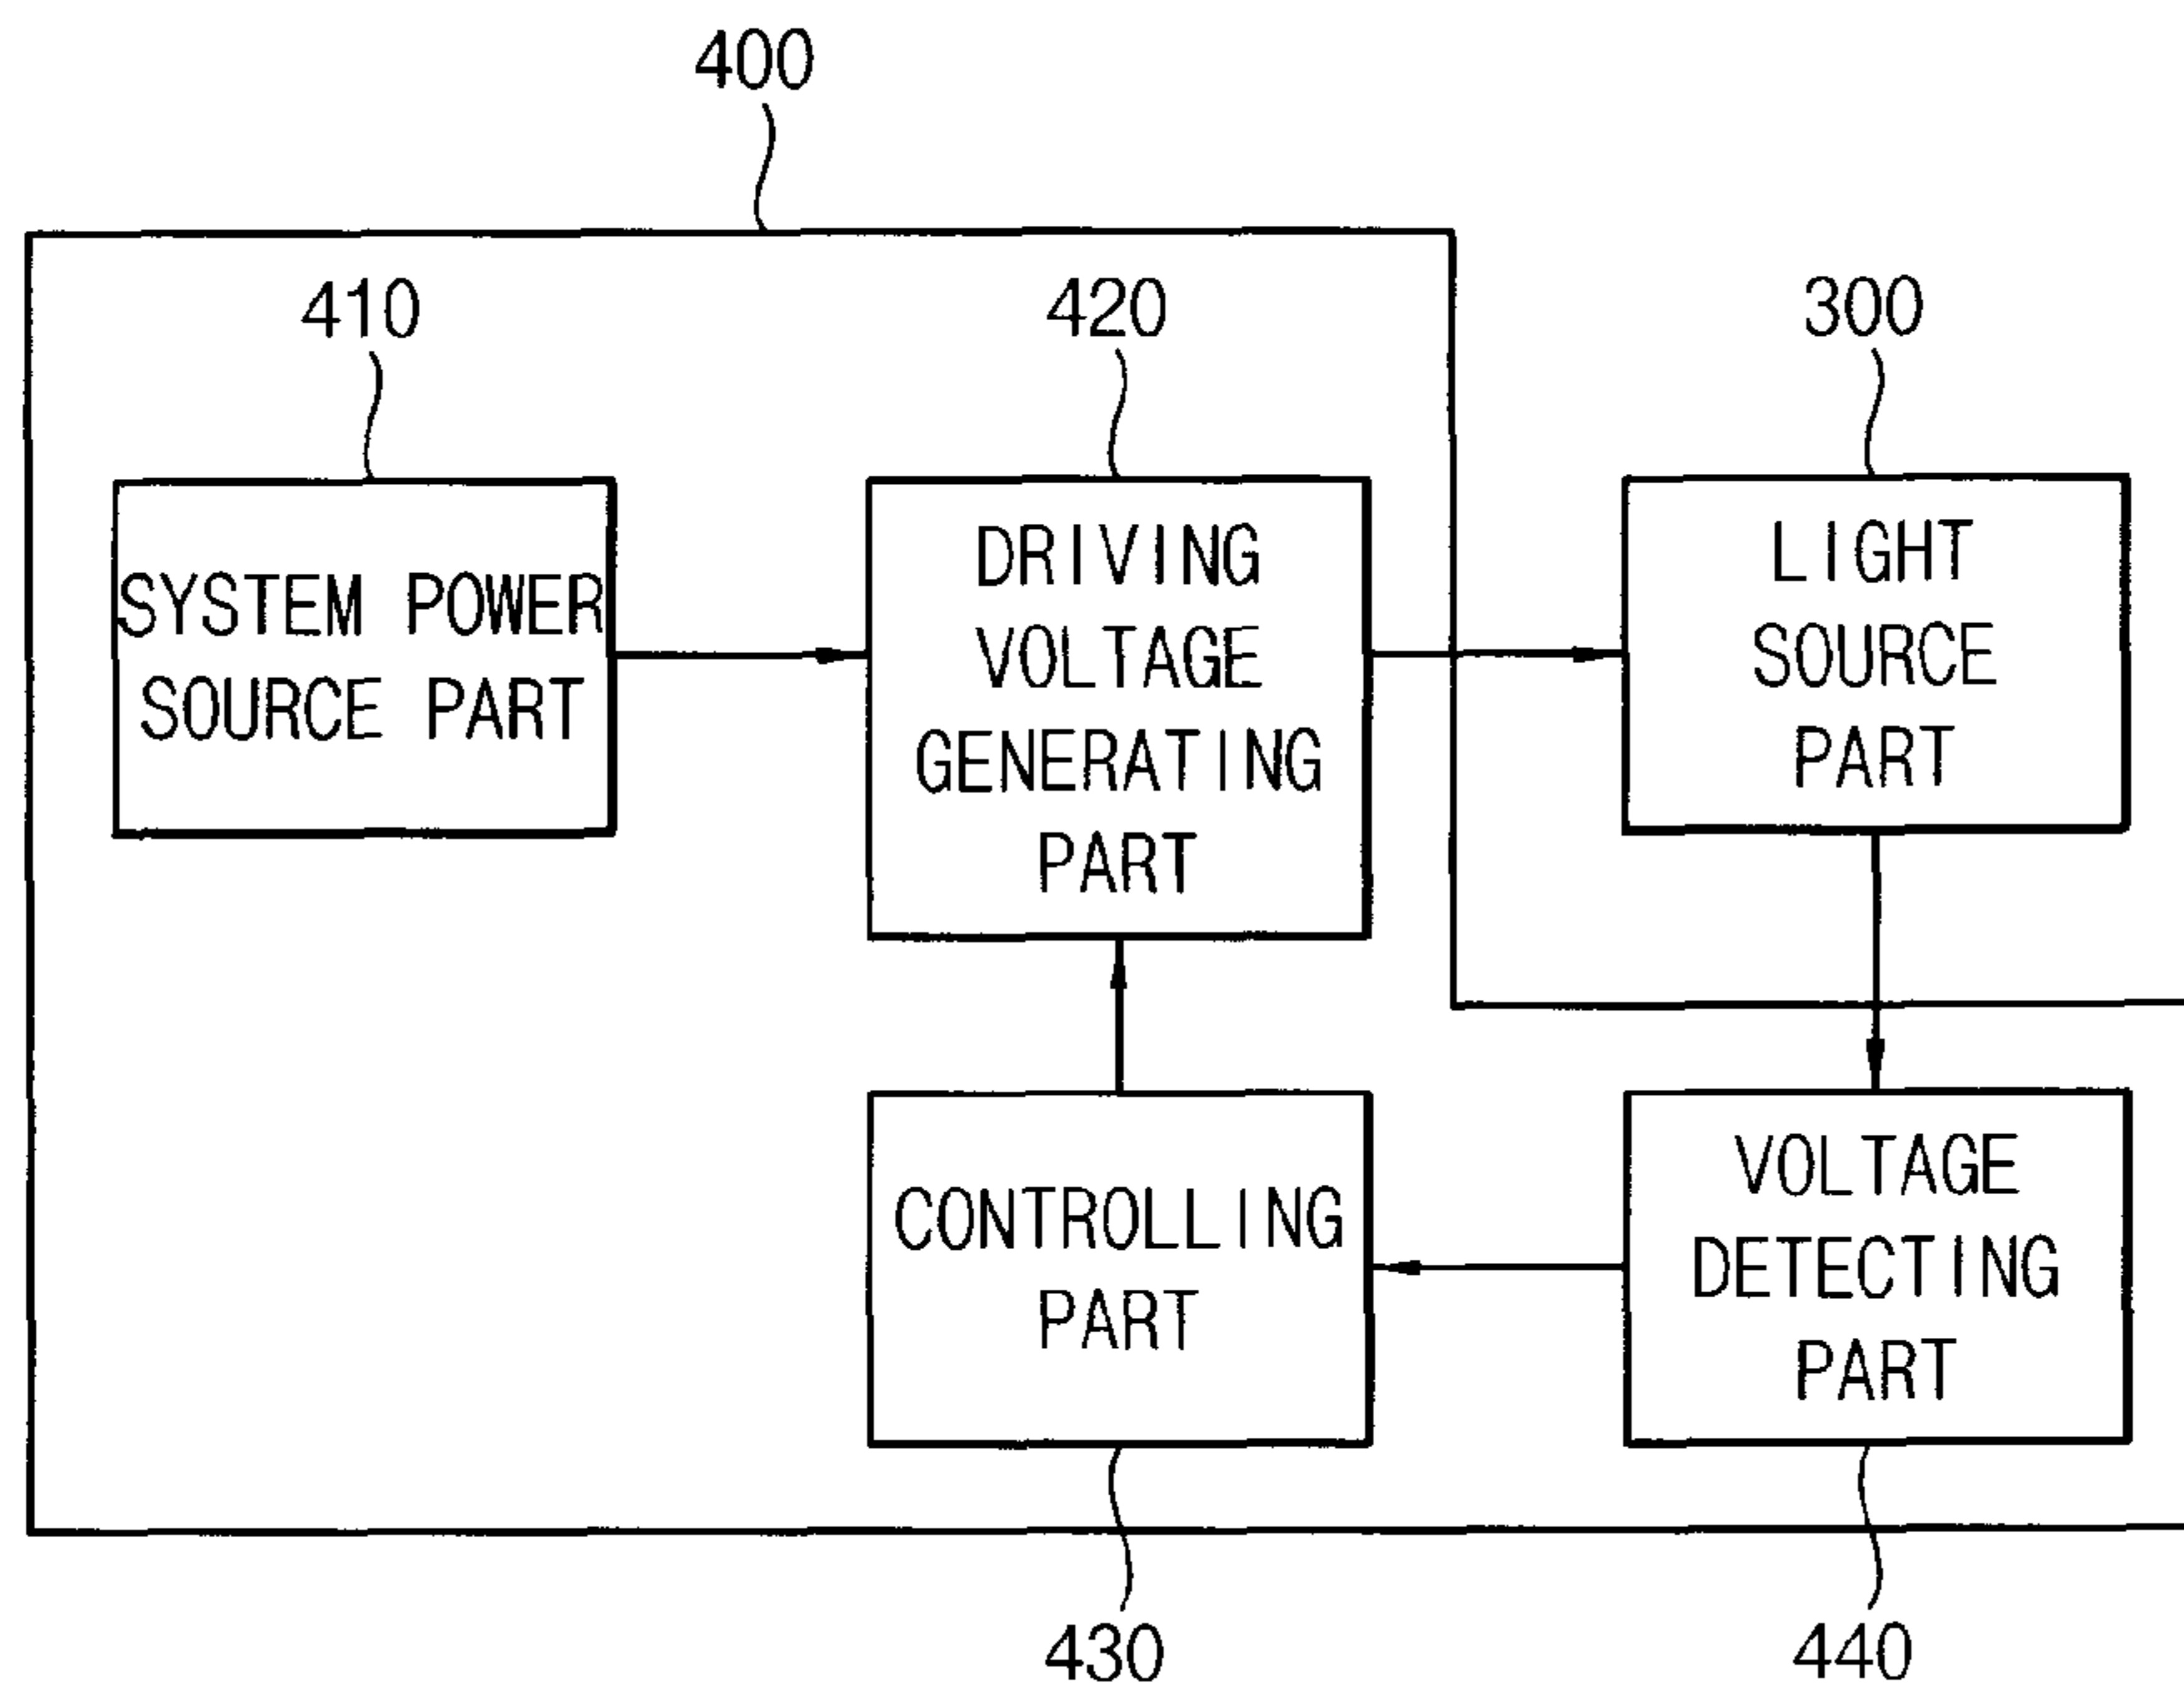 400
410
420
300
SYSTEM POWER
SOURCE PART
DRIVING
VOLTAGE
GENERATING
PART
LIGHT
SOURCE
PART
CONTROLLING
PART
VOLTAGE
DETECTING
PART
430
440